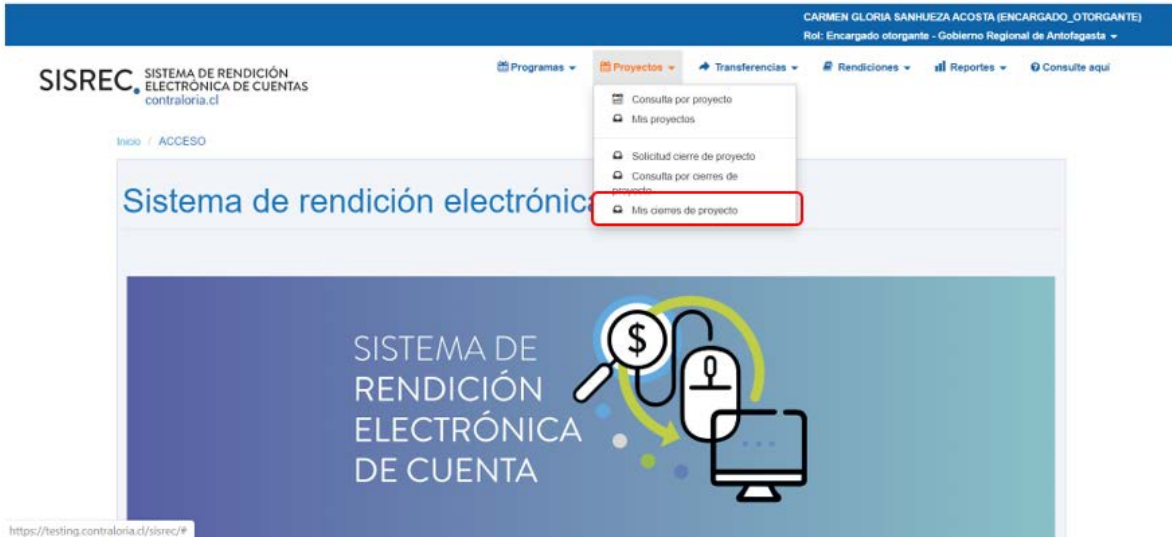 CARMEN GLORIA SANHUEZA ACOSTA (ENCARGADO_OTORGANTE)
Rol: Encargado otorgante - Gobierno Regional de Antofagasta
SISREC. SISTEMA DE RENDICIÓN
ELECTRÓNICA DE CUENTAS
contraloria.cl
Programas Proyectos Transferencias Rendiciones Reportes Consulte aquí
Consulta por proyecto
Mis proyectos
Solicitud cierre de proyecto
Consulta por cierres de
proyecto
Mis cierres de proyecto
Inicio / ACCESO
Sistema de rendición electrónica
$
SISTEMA DE
RENDICIÓN
ELECTRÓNICA
DE CUENTA
https://testing.contraloria.cl/sisrec/#